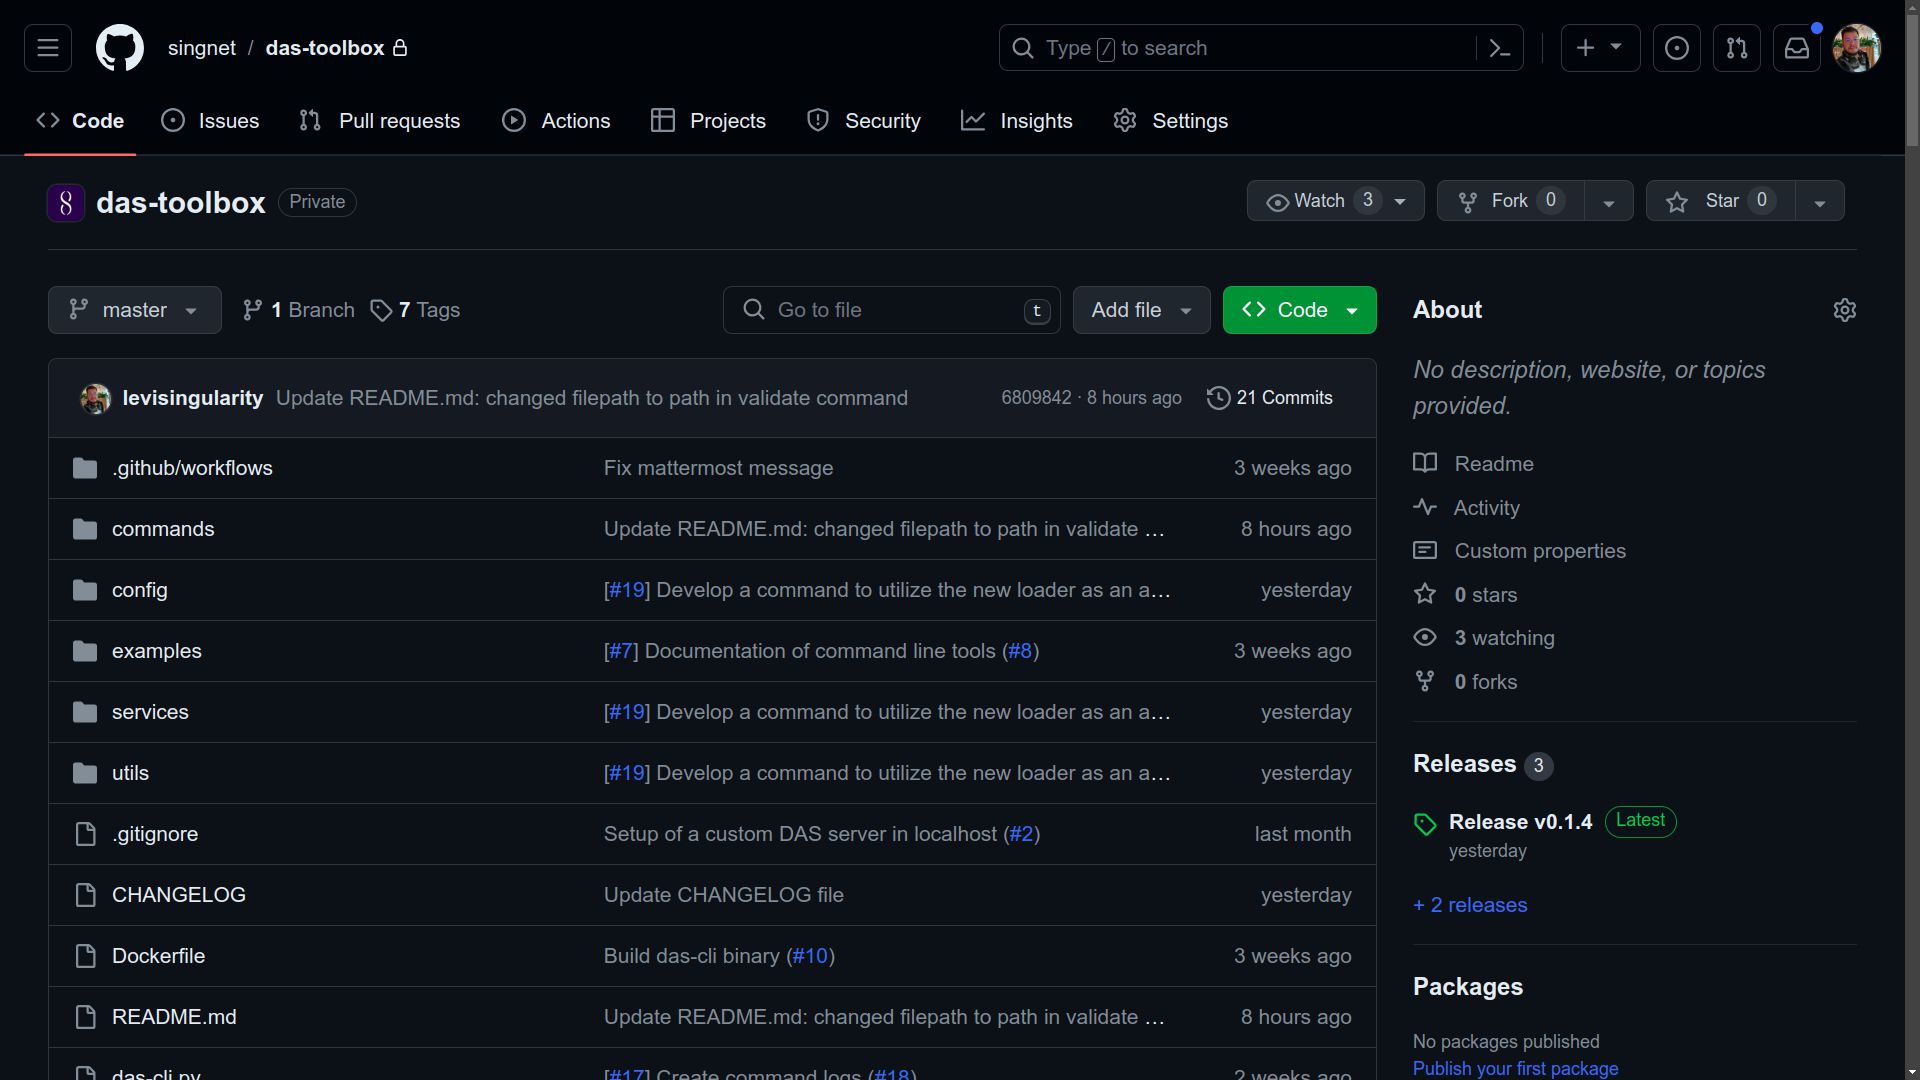 singnet / das-toolbox
Type / to search
Code Issues Pull requests Actions Projects Security Insights Settings
das-toolbox Private
Watch 3 Fork 0 Star 0
master 1 Branch 7 Tags Go to file t Add file Code
levisingularity Update README.md: changed filepath to path in validate command 6809842 · 8 hours ago 21 Commits
.github/workflows Fix mattermost message 3 weeks ago
commands Update README.md: changed filepath to path in validate … 8 hours ago
config [#19] Develop a command to utilize the new loader as an a… yesterday
examples [#7] Documentation of command line tools (#8) 3 weeks ago
services [#19] Develop a command to utilize the new loader as an a… yesterday
utils [#19] Develop a command to utilize the new loader as an a… yesterday
.gitignore Setup of a custom DAS server in localhost (#2) last month
CHANGELOG Update CHANGELOG file yesterday
Dockerfile Build das-cli binary (#10) 3 weeks ago
README.md Update README.md: changed filepath to path in validate … 8 hours ago
das-cli.py [#17] Create command logs (#18) 2 weeks ago
About
No description, website, or topics
provided.
Readme
Activity
Custom properties
0 stars
3 watching
0 forks
Releases 3
Release v0.1.4 Latest
yesterday
+ 2 releases
Packages
No packages published
Publish your first package